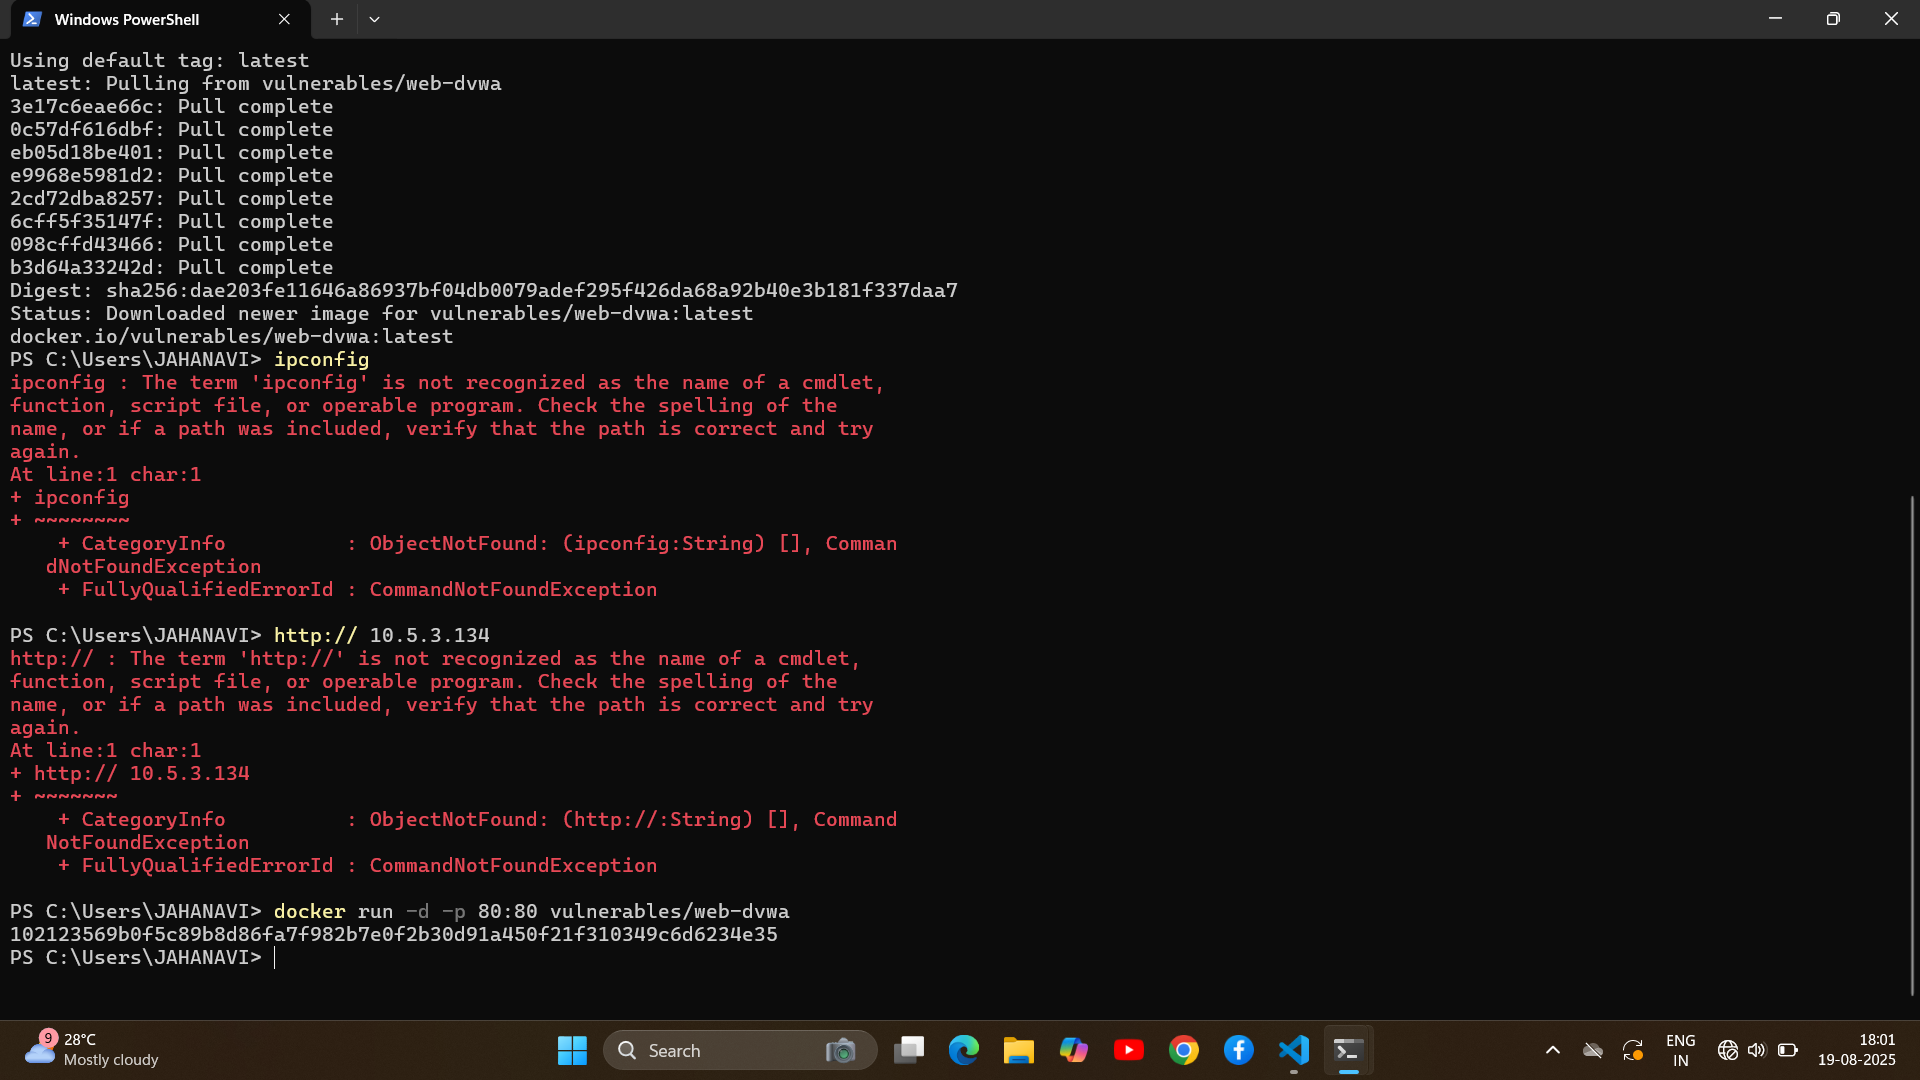 Windows PowerShell
Using default tag: latest
latest: Pulling from vulnerables/web-dvwa
3e17c6eae66c: Pull complete
0c57df616dbf: Pull complete
eb05d18be401: Pull complete
e9968e5981d2: Pull complete
2cd72dba8257: Pull complete
6cff5f35147f: Pull complete
098cffd43466: Pull complete
b3d64a33242d: Pull complete
Digest: sha256:dae203fe11646a86937bf04db0079adef295f426da68a92b40e3b181f337daa7
Status: Downloaded newer image for vulnerables/web-dvwa:latest
docker.io/vulnerables/web-dvwa:latest
PS C:\Users\JAHANAVI> ipconfig
ipconfig : The term 'ipconfig' is not recognized as the name of a cmdlet,
function, script file, or operable program. Check the spelling of the
name, or if a path was included, verify that the path is correct and try
again.
At line:1 char:1
+ ipconfig
+ ~~~~~~~~
    + CategoryInfo          : ObjectNotFound: (ipconfig:String) [], Comman
   dNotFoundException
    + FullyQualifiedErrorId : CommandNotFoundException
PS C:\Users\JAHANAVI> http:// 10.5.3.134
http:// : The term 'http://' is not recognized as the name of a cmdlet,
function, script file, or operable program. Check the spelling of the
name, or if a path was included, verify that the path is correct and try
again.
At line:1 char:1
+ http:// 10.5.3.134
+ ~~~~~~~
    + CategoryInfo          : ObjectNotFound: (http://:String) [], Command
   NotFoundException
    + FullyQualifiedErrorId : CommandNotFoundException
PS C:\Users\JAHANAVI> docker run -d -p 80:80 vulnerables/web-dvwa
102123569b0f5c89b8d86fa7f982b7e0f2b30d91a450f21f310349c6d6234e35
PS C:\Users\JAHANAVI>
9
28°C
Mostly cloudy
Search
ENG
IN
18:01
19-08-2025